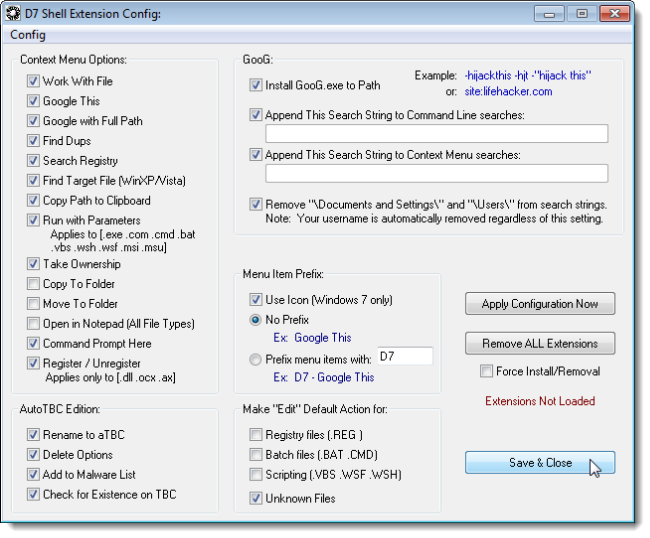 D7 Shell Extension Config:
Config
Context Menu Options:
Work With File
Google This
Google with Full Path
Find Dups
Search Registry
Find Target File (WinXP/Vista)
Copy Path to Clipboard
Run with Parameters
Applies to [.exe .com .cmd .bat
.vbs .wsh .wsf .msi .msu]
Take Ownership
Copy To Folder
Move To Folder
Open in Notepad (All File Types)
Command Prompt Here
Register / Unregister
Applies only to [.dll .ocx .ax]
AutoTBC Edition:
Rename to aTBC
Delete Options
Add to Malware List
Check for Existence on TBC
GooG:
Install GooG.exe to Path
Example: -hijackthis -hjt -"hijack this"
or: site:lifehacker.com
Append This Search String to Command Line searches:
Append This Search String to Context Menu searches:
Remove "\Documents and Settings\" and "\Users\" from search strings.
Note: Your username is automatically removed regardless of this setting.
Menu Item Prefix:
Use Icon (Windows 7 only)
No Prefix
Ex: Google This
Prefix menu items with: D7
Ex: D7 - Google This
Make "Edit" Default Action for:
Registry files (.REG )
Batch files (.BAT .CMD)
Scripting (.VBS .WSF .WSH)
Unknown Files
Apply Configuration Now
Remove ALL Extensions
Force Install/Removal
Extensions Not Loaded
Save & Close